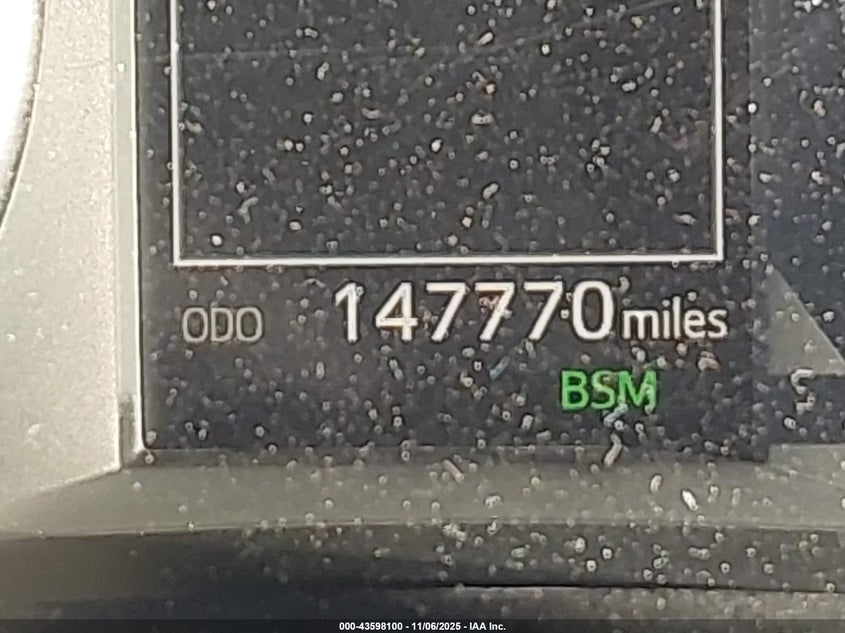 ODO 147770 miles
BSM
000-43598100 - 11/06/2025 - IAA Inc.